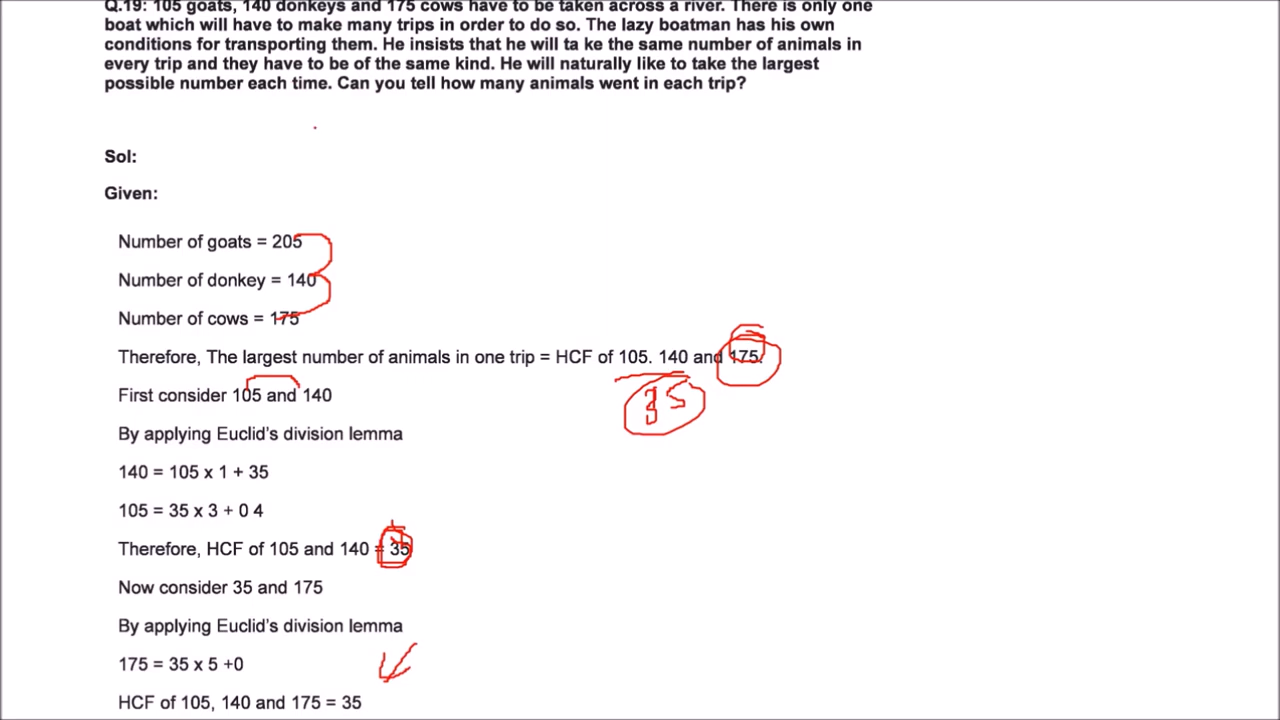 Q.19: 105 goats, 140 donkeys and 175 cows have to be taken across a river. There is only one
boat which will have to make many trips in order to do so. The lazy boatman has his own
conditions for transporting them. He insists that he will ta ke the same number of animals in
every trip and they have to be of the same kind. He will naturally like to take the largest
possible number each time. Can you tell how many animals went in each trip?
Sol:
Given:
Number of goats = 205
Number of donkey = 140
Number of cows = 175
Therefore, The largest number of animals in one trip = HCF of 105. 140 and 175.
First consider 105 and 140
35
By applying Euclid's division lemma
140 = 105 x 1 + 35
105 = 35 x 3 + 0 4
Therefore, HCF of 105 and 140 = 35
Now consider 35 and 175
By applying Euclid's division lemma
175 = 35 x 5 +0
HCF of 105, 140 and 175 = 35